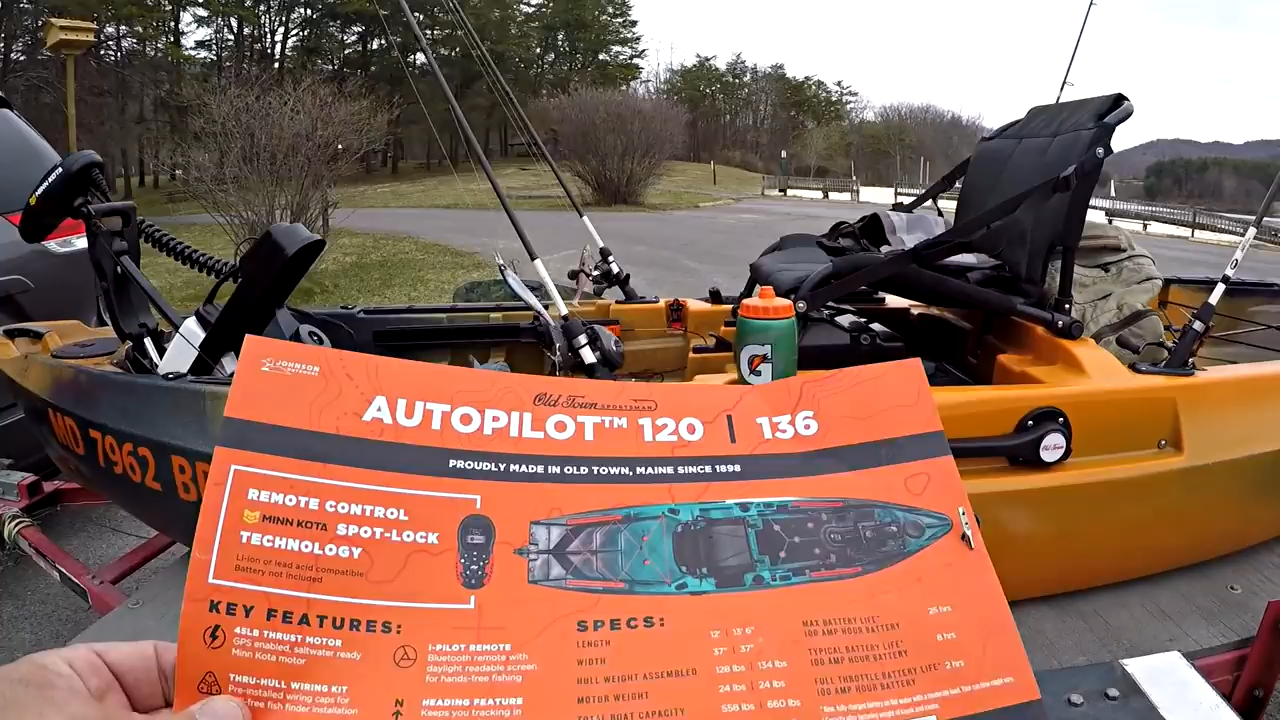 MINN KOTA
MD 7962 B
G
Old Town
JOHNSON
OUTDOORS
Old Town SPORTSMAN
AUTOPILOT™ 120 | 136
PROUDLY MADE IN OLD TOWN, MAINE SINCE 1898
REMOTE CONTROL
MINN KOTA SPOT-LOCK
TECHNOLOGY
Li-ion or lead acid compatible
Battery not included
KEY FEATURES:
45LB THRUST MOTOR
GPS enabled, saltwater ready
Minn Kota motor
THRU-HULL WIRING KIT
Pre-installed wiring caps for
fish finder installation
i-PILOT REMOTE
Bluetooth remote with
daylight readable screen
for hands-free fishing
N
HEADING FEATURE
Keeps you tracking in
SPECS:
LENGTH 12' | 13' 6"
WIDTH 37" | 37"
HULL WEIGHT ASSEMBLED 128 lbs | 134 lbs
MOTOR WEIGHT 24 lbs | 24 lbs
TOTAL BOAT CAPACITY 558 lbs | 660 lbs
MAX BATTERY LIFE* 25 hrs
100 AMP HOUR BATTERY
TYPICAL BATTERY LIFE* 8 hrs
100 AMP HOUR BATTERY
FULL THROTTLE BATTERY LIFE* 2 hrs
100 AMP HOUR BATTERY